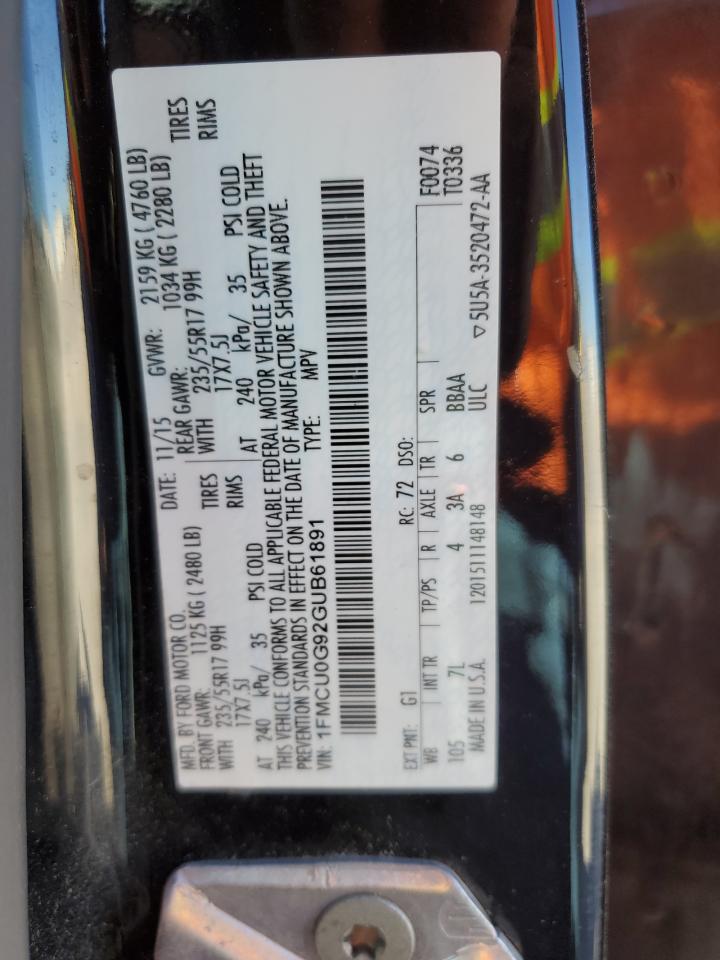 MFD. BY FORD MOTOR CO. DATE: 11/15 GVWR: 2159 KG ( 4760 LB)
FRONT GAWR: 1125 KG ( 2480 LB) REAR GAWR: 1034 KG ( 2280 LB)
WITH 235/55R17 99H TIRES WITH 235/55R17 99H TIRES
17X7.5J RIMS 17X7.5J RIMS
AT 240 kPa/ 35 PSI COLD AT 240 kPa/ 35 PSI COLD
THIS VEHICLE CONFORMS TO ALL APPLICABLE FEDERAL MOTOR VEHICLE SAFETY AND THEFT
PREVENTION STANDARDS IN EFFECT ON THE DATE OF MANUFACTURE SHOWN ABOVE.
VIN: 1FMCU0G92GUB61891 TYPE: MPV
EXT PNT: G1 RC: 72 DSO: F0074
WB INT TR TP/PS R AXLE TR SPR T0336
105 7L 4 3A 6 BBAA
MADE IN U.S.A. 1201511148148 ULC ▽5U5A-3520472-AA